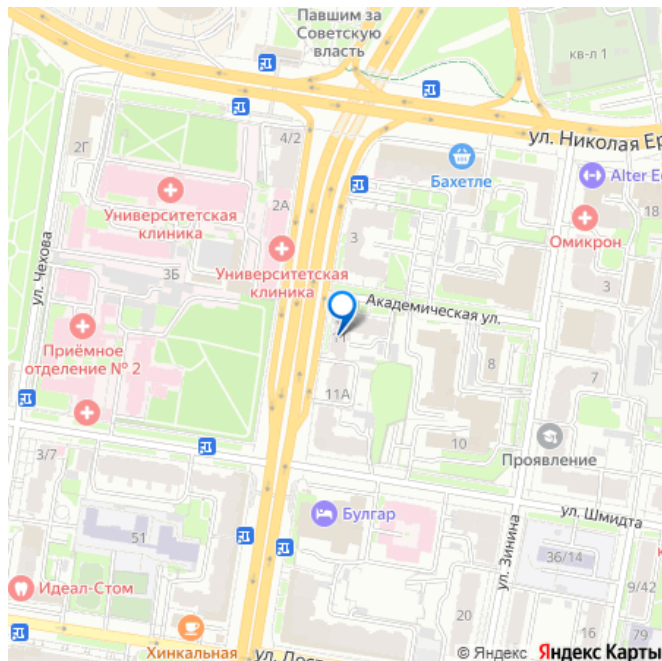 Павшим за
Советскую
власть
кв-л 1
ул. Николая Ер
4/2
2Г
Бахетле
Alter Ec
ул. Чехова
2А
18
Университетская
клиника
Омикрон
3
3Б
Университетская
клиника
3
Академическая ул.
Приёмное
отделение № 2
8
7
11А
10
Проявление
3/7
ул. Шмидта
Булгар
51
ул. Зинина
36/14
9/42
Идеал-Стом
20
16
Хинкальная
© Яндекс Яндекс Карты